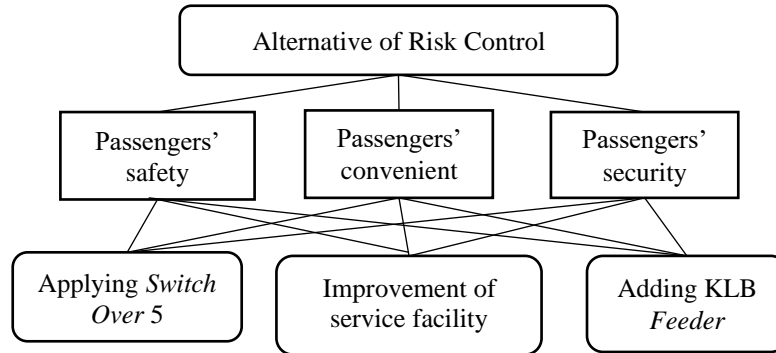 Alternative of Risk Control
Passengers’
safety
Passengers’
convenient
Passengers’
security
Applying Switch
Over 5
Improvement of
service facility
Adding KLB
Feeder